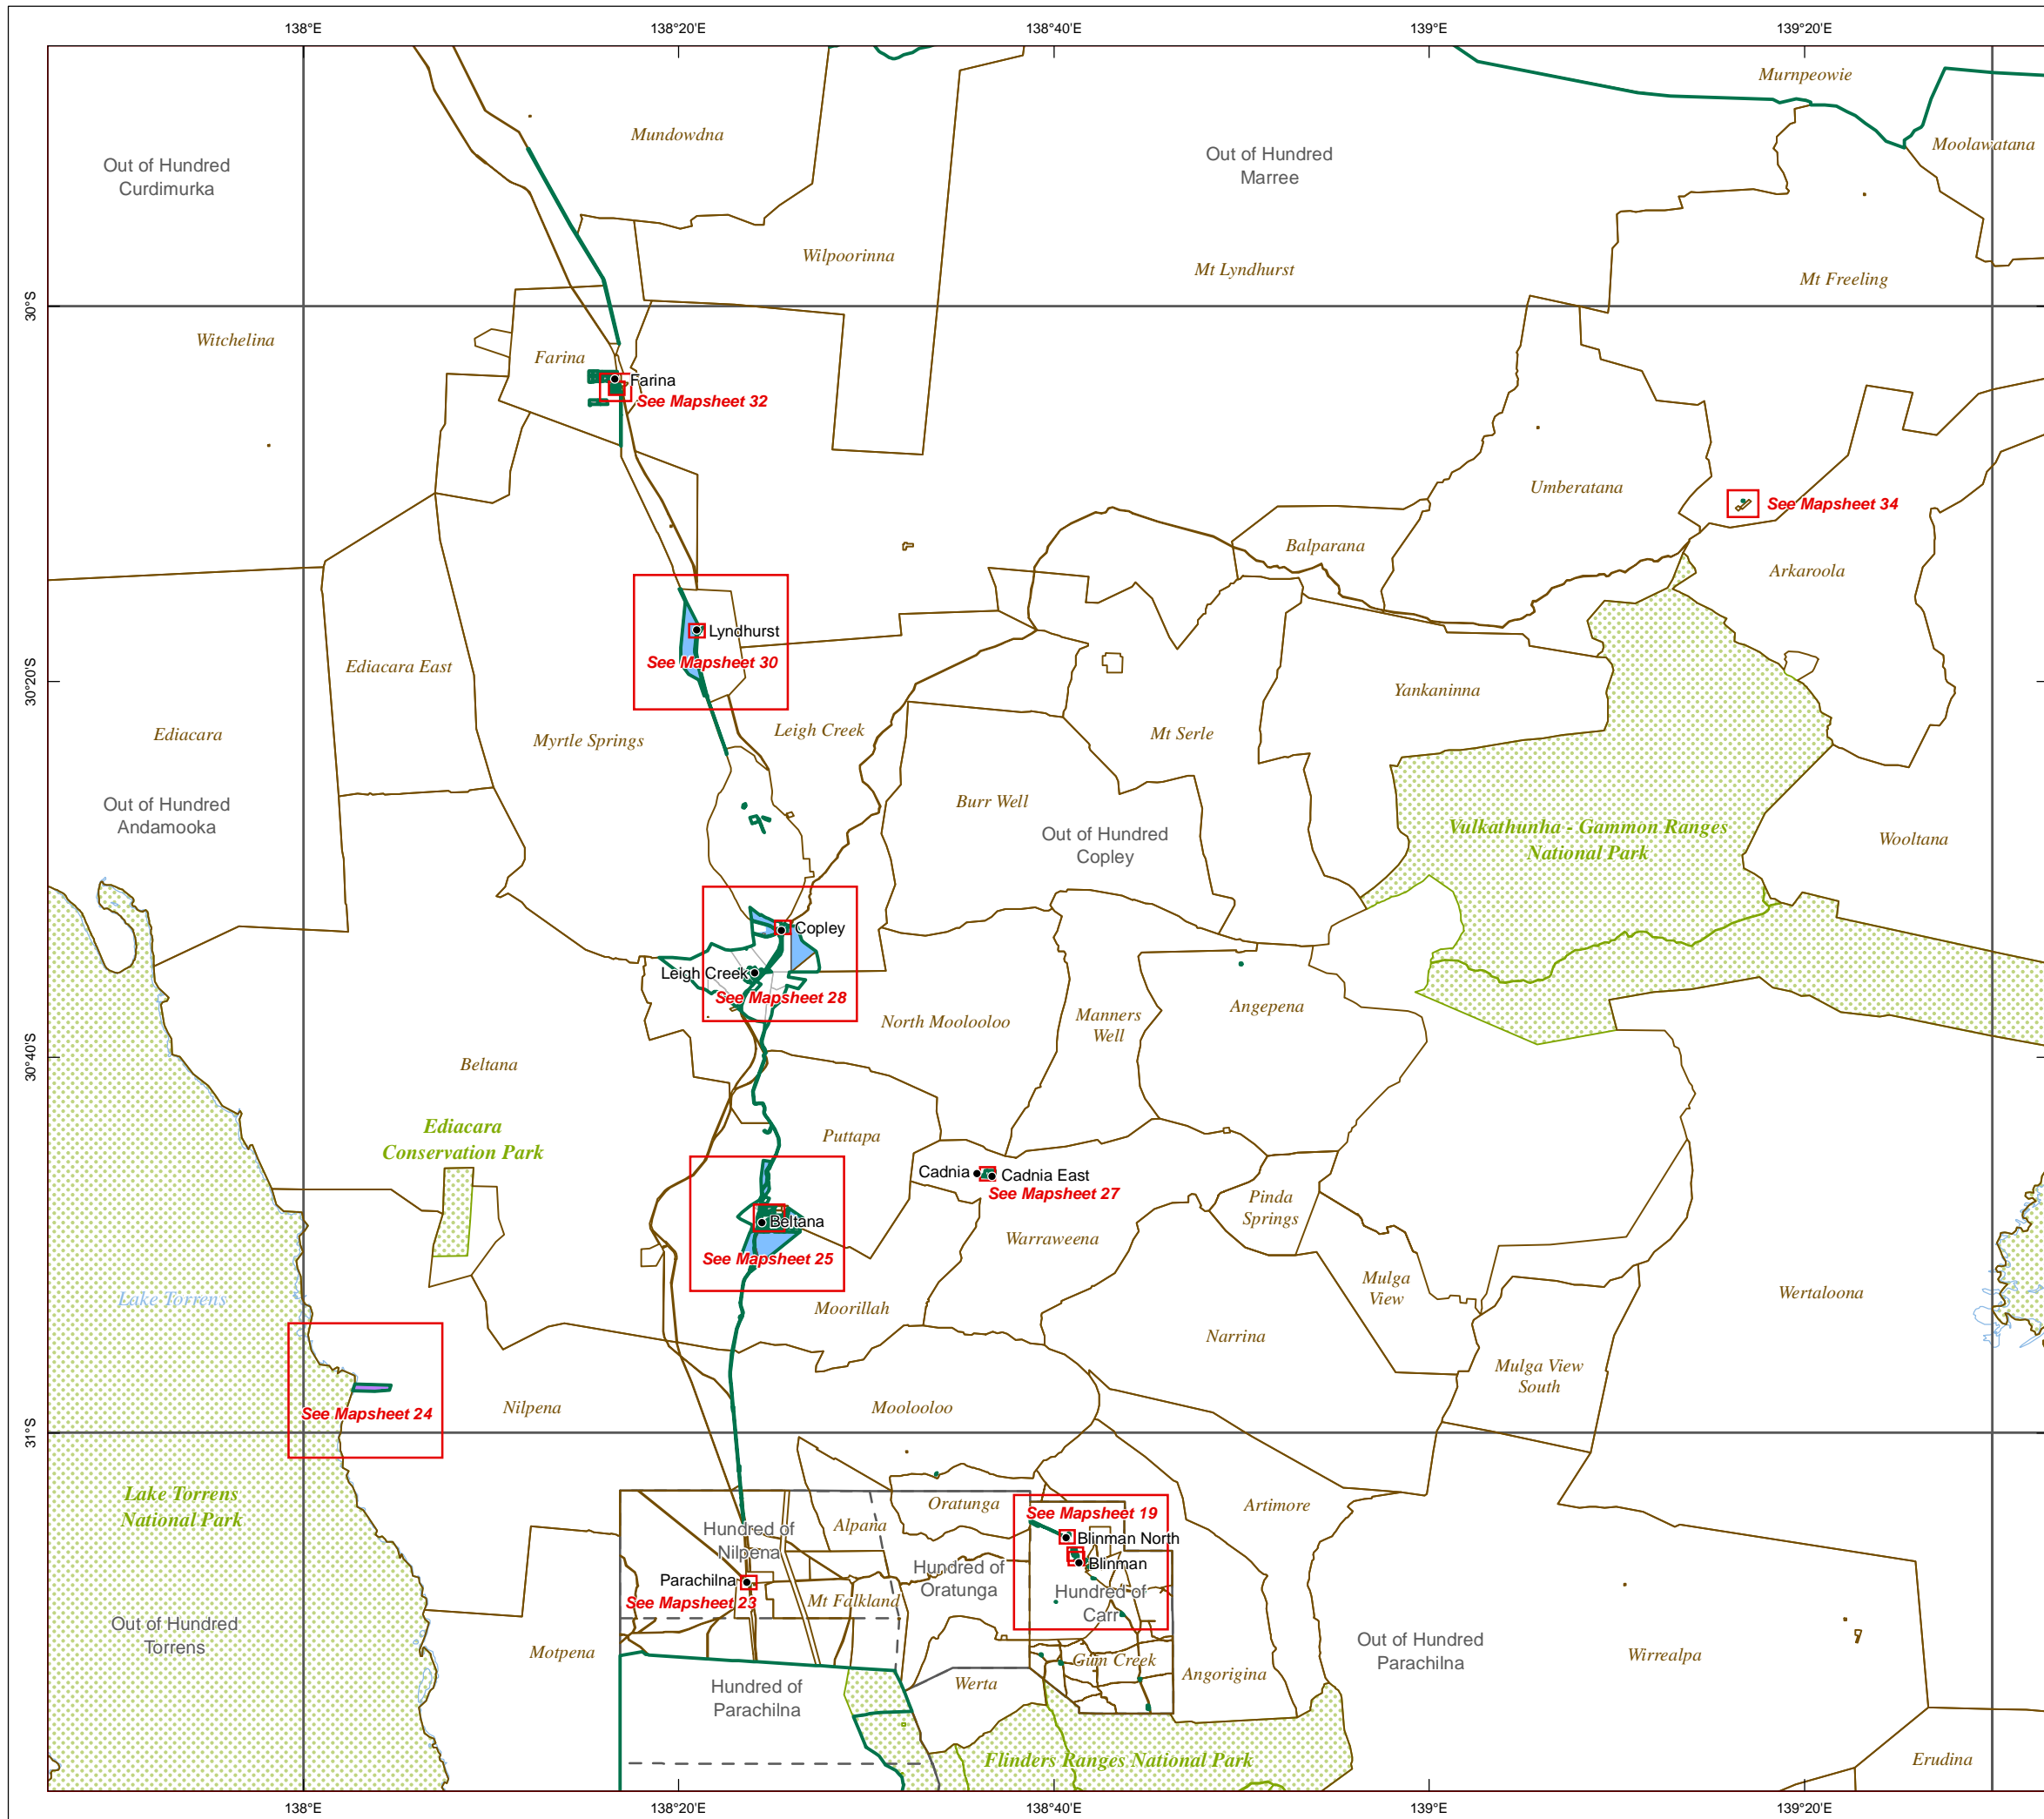 138°E
138°20'E
138°40'E
139°E
139°20'E
Murnpeowie
Mundowdna
Moolawatana
Out of Hundred
Curdimurka
Out of Hundred
Marree
Wilpoorinna
Mt Lyndhurst
Mt Freeling
30°S
Witchelina
Farina
Farina
See Mapsheet 32
Umberatana
See Mapsheet 34
Balparana
Arkaroola
Lyndhurst
See Mapsheet 30
Ediacara East
30°20'S
Yankaninna
Ediacara
Myrtle Springs
Leigh Creek
Mt Serle
Out of Hundred
Andamooka
Burr Well
Out of Hundred
Copley
Vulkathunha - Gammon Ranges
National Park
Wooltana
Copley
Leigh Creek
See Mapsheet 28
North Moolooloo
Manners
Well
Angepena
30°40'S
Beltana
Ediacara
Conservation Park
Puttapa
Cadnia
Cadnia East
See Mapsheet 27
Pinda
Springs
Beltana
See Mapsheet 25
Warraweena
Mulga
View
Wertaloona
Lake Torrens
Moorillah
Narrina
Mulga View
South
See Mapsheet 24
Nilpena
Moolooloo
31°S
Lake Torrens
National Park
Hundred of
Nilpena
Alpana
Oratunga
See Mapsheet 19
Artimore
Blinman North
Blinman
Parachilna
See Mapsheet 23
Mt Falkland
Hundred of
Oratunga
Hundred of
Carr
Out of Hundred
Torrens
Motpena
Gum Creek
Angorigina
Out of Hundred
Parachilna
Wirrealpa
Hundred of
Parachilna
Werta
Flinders Ranges National Park
Erudina
138°E
138°20'E
138°40'E
139°E
139°20'E